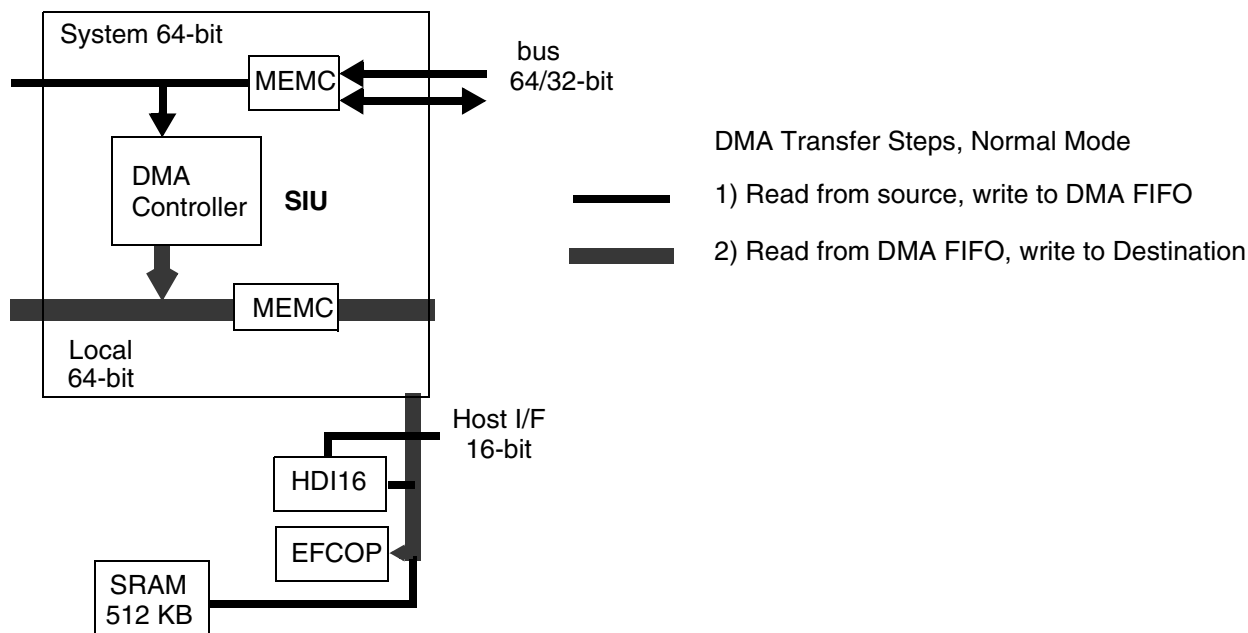 System 64-bit
MEMC
bus
64/32-bit
DMA
Controller
SIU
MEMC
Local
64-bit
Host I/F
16-bit
HDI16
EFCOP
SRAM
512 KB
DMA Transfer Steps, Normal Mode
1) Read from source, write to DMA FIFO
2) Read from DMA FIFO, write to Destination